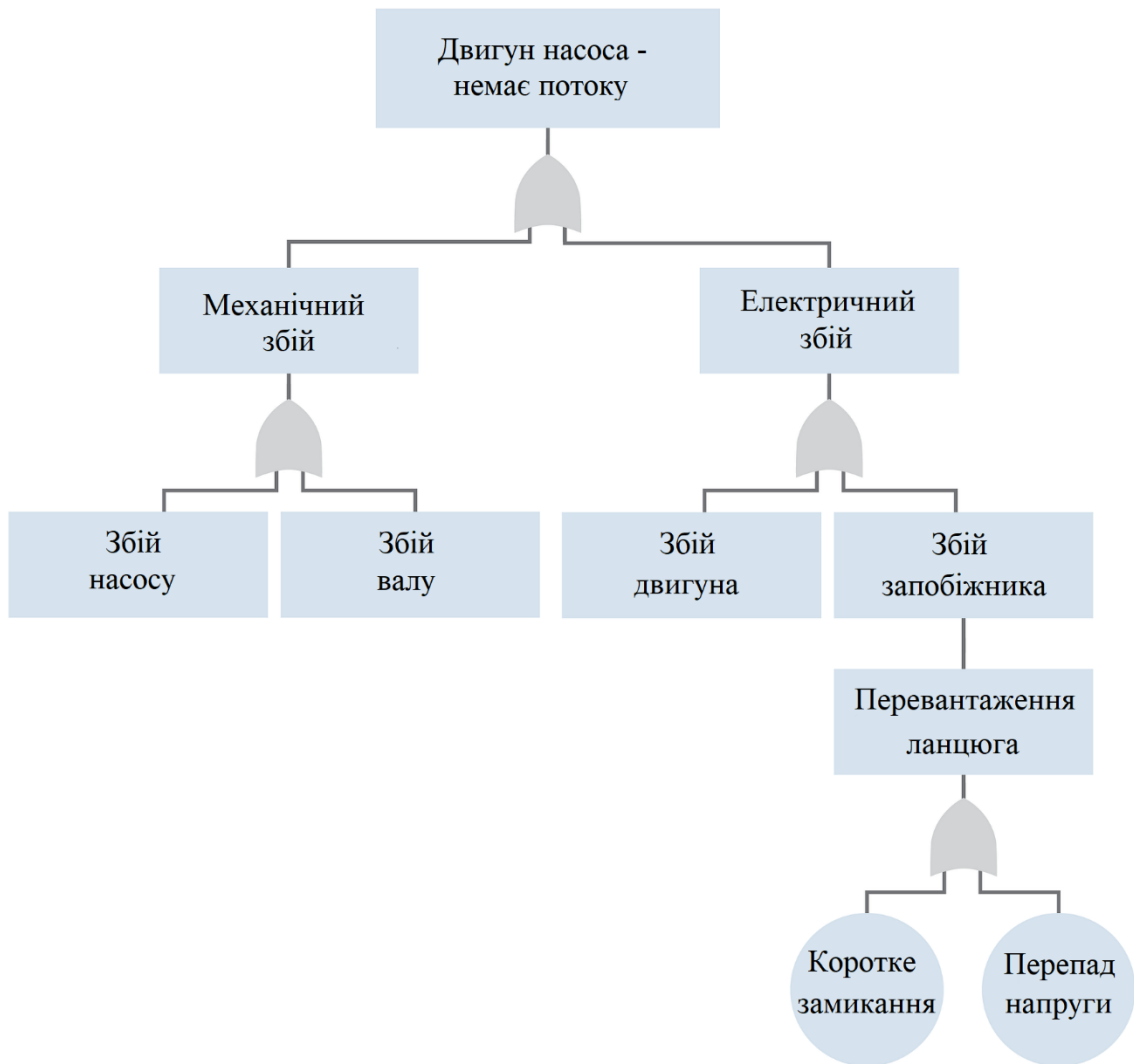 Двигун насоса -
немає потоку
Механічний
збій
Електричний
збій
Збій
насосу
Збій
валу
Збій
двигуна
Збій
запобіжника
Перевантаження
ланцюга
Коротке
замикання
Перепад
напруги